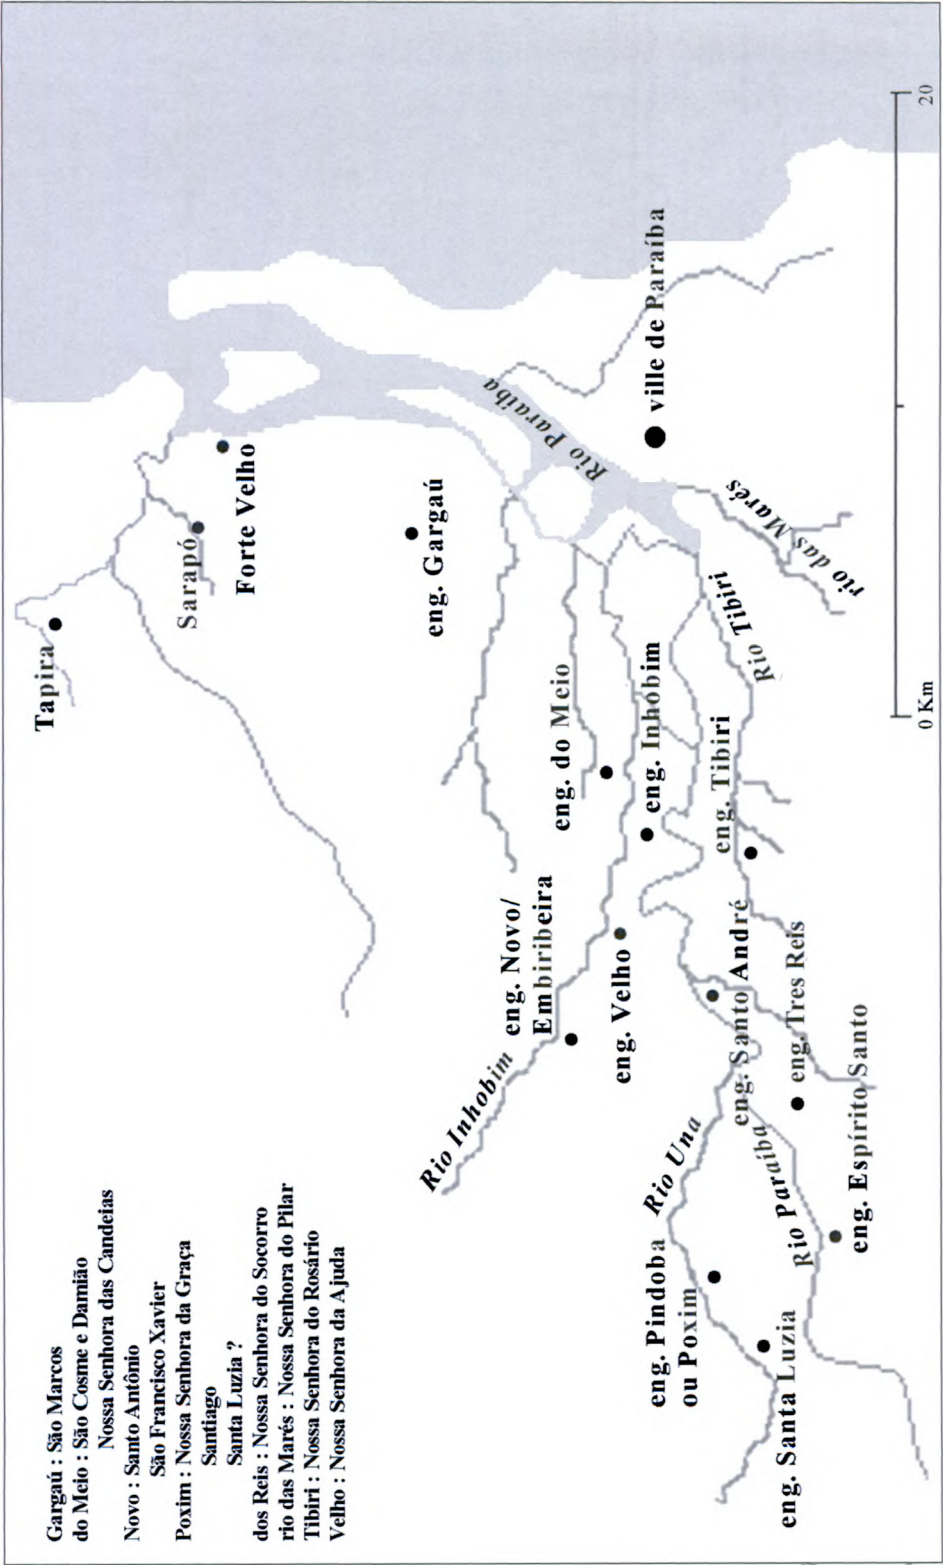 Gargaú : São Marcos
do Meio : São Cosme e Damião
Nossa Senhora das Candeias
Novo : Santo Antônio
São Francisco Xavier
Poxim : Nossa Senhora da Graça
Santiago
Santa Luzia ?
dos Reis : Nossa Senhora do Socorro
rio das Marés : Nossa Senhora do Pilar
Tibiri : Nossa Senhora do Rosário
Velho : Nossa Senhora da Ajuda
Tapira
Sarapó
Forte Velho
eng. Gargaú
Rio Paraíba
ville de Paraíba
rio das Marés
Rio Tibiri
eng. do Meio
eng. Inhobim
eng. Tibiri
eng. Novo/
Embiribeira
eng. Velho
Rio Inhobim
eng. Santo André
eng. Tres Reis
Rio Una
Rio Paraíba
eng. Espírito Santo
eng. Pindoba
ou Poxim
eng. Santa Luzia
0 Km
20